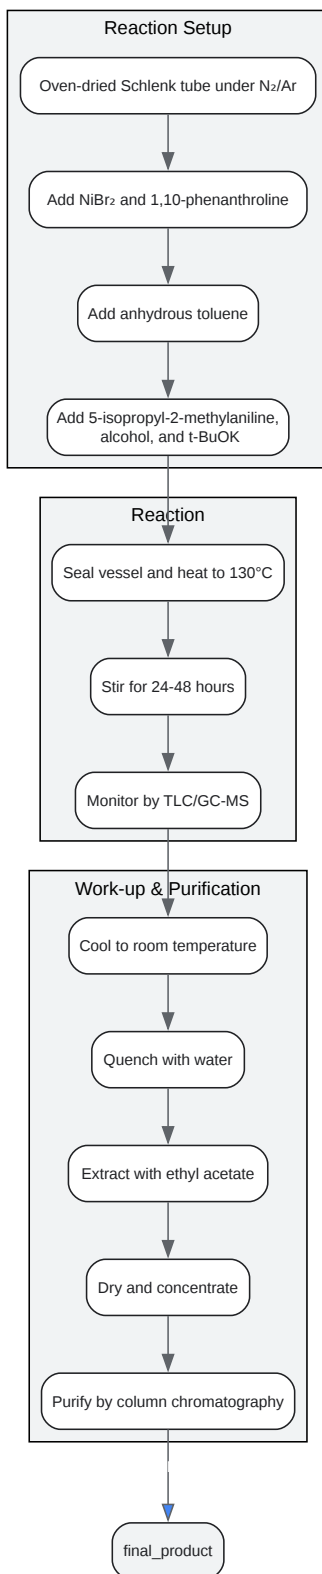 Reaction Setup
Oven-dried Schlenk tube under N₂/Ar
Add NiBr₂ and 1,10-phenanthroline
Add anhydrous toluene
Add 5-isopropyl-2-methylaniline,
alcohol, and t-BuOK
Reaction
Seal vessel and heat to 130°C
Stir for 24-48 hours
Monitor by TLC/GC-MS
Work-up & Purification
Cool to room temperature
Quench with water
Extract with ethyl acetate
Dry and concentrate
Purify by column chromatography
final_product